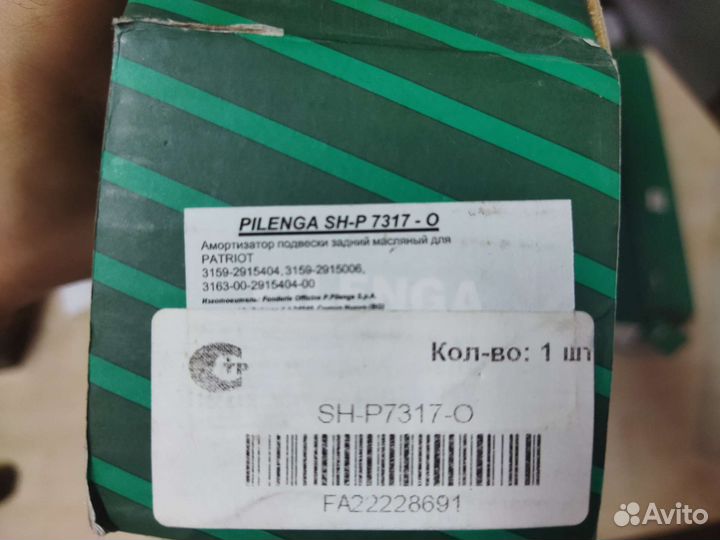 PILENGA SH-P 7317 - O
Амортизатор подвески задний масляный для
PATRIOT
3159-2915404, 3159-2915006,
3163-00-2915404-00
Изготовитель: Fonderie Officine P.Pilenga S.p.A.
ENGA
Кол-во: 1 шт
SH-P7317-O
FA22228691
Avito